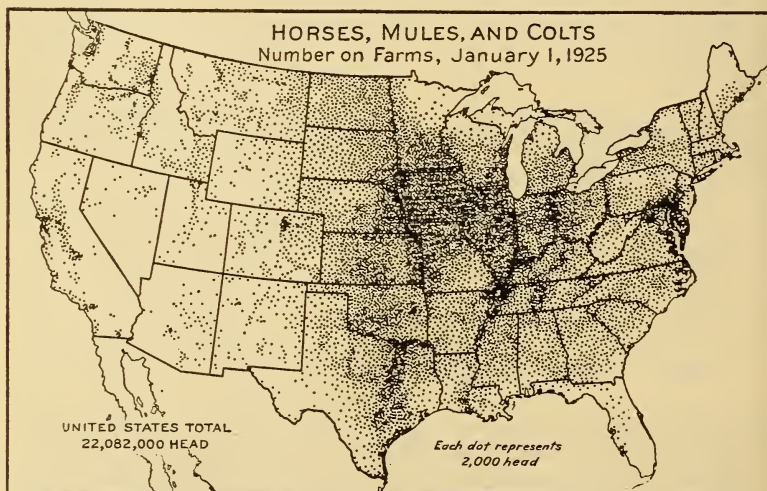 HORSES, MULES, AND COLTS
Number on Farms, January 1, 1925
UNITED STATES TOTAL
22,082,000 HEAD
Each dot represents
2,000 head